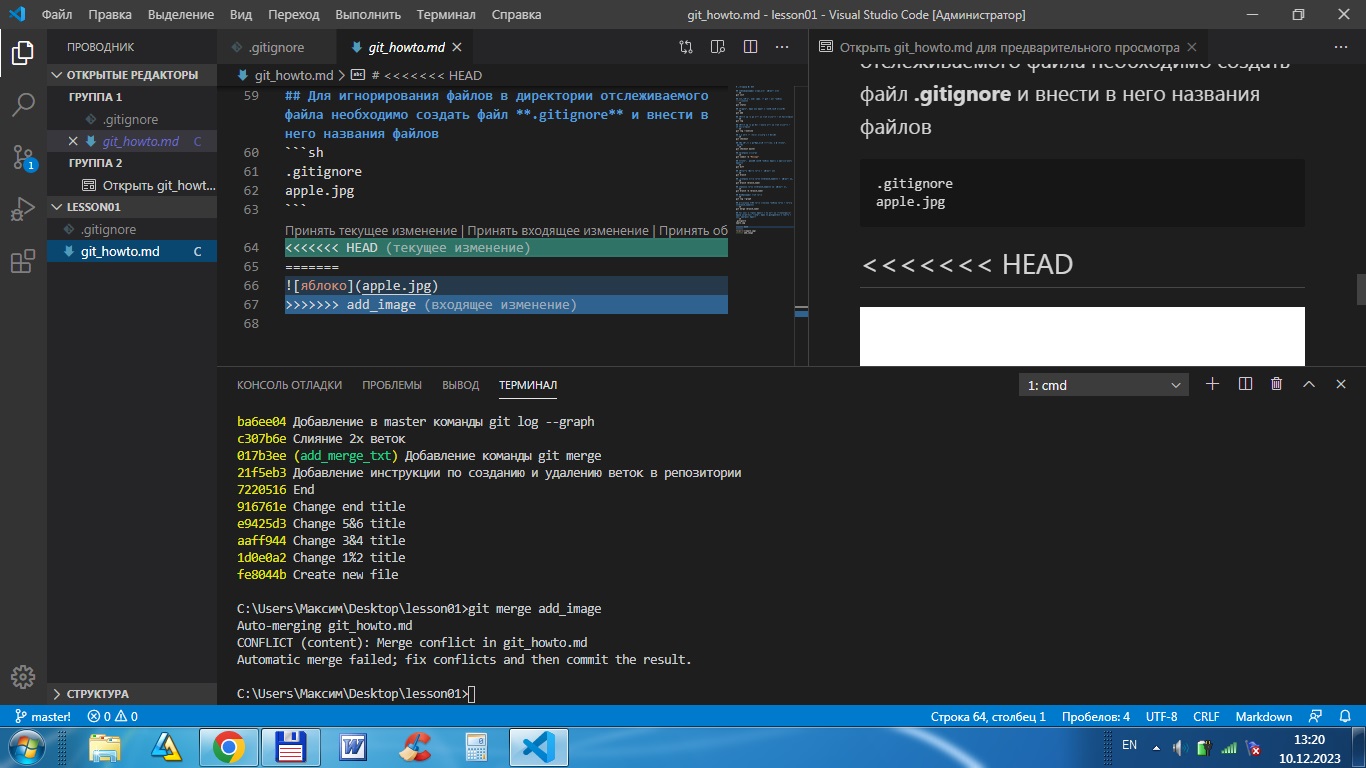 Файл Правка Выделение Вид Переход Выполнить Терминал Справка
git_howto.md - lesson01 - Visual Studio Code [Администратор]
ПРОВОДНИК
ОТКРЫТЫЕ РЕДАКТОРЫ
ГРУППА 1
.gitignore
git_howto.md C
ГРУППА 2
Открыть git_howt...
LESSON01
.gitignore
git_howto.md C
СТРУКТУРА
1
.gitignore
git_howto.md
git_howto.md > # <<<<<<< HEAD
59 ## Для игнорирования файлов в директории отслеживаемого
файла необходимо создать файл **.gitignore** и внести в
него названия файлов
60 ```sh
61 .gitignore
62 apple.jpg
63 ```
Принять текущее изменение | Принять входящее изменение | Принять об
64 <<<<<<< HEAD (текущее изменение)
65 =======
66 ![яблоко](apple.jpg)
67 >>>>>>> add_image (входящее изменение)
68
Открыть git_howto.md для предварительного просмотра
отслеживаемого файла необходимо создать
файл .gitignore и внести в него названия
файлов
.gitignore
apple.jpg
<<<<<<< HEAD
КОНСОЛЬ ОТЛАДКИ ПРОБЛЕМЫ ВЫВОД ТЕРМИНАЛ
1: cmd
ba6ee04 Добавление в master команды git log --graph
c307b6e Слияние 2х веток
017b3ee (add_merge_txt) Добавление команды git merge
21f5eb3 Добавление инструкции по созданию и удалению веток в репозитории
7220516 End
916761e Change end title
e9425d3 Change 5&6 title
aaff944 Change 3&4 title
1d0e0a2 Change 1%2 title
fe8044b Create new file
C:\Users\Максим\Desktop\lesson01>git merge add_image
Auto-merging git_howto.md
CONFLICT (content): Merge conflict in git_howto.md
Automatic merge failed; fix conflicts and then commit the result.
C:\Users\Максим\Desktop\lesson01>
master! 0 0
Строка 64, столбец 1 Пробелов: 4 UTF-8 CRLF Markdown
EN
13:20
10.12.2023